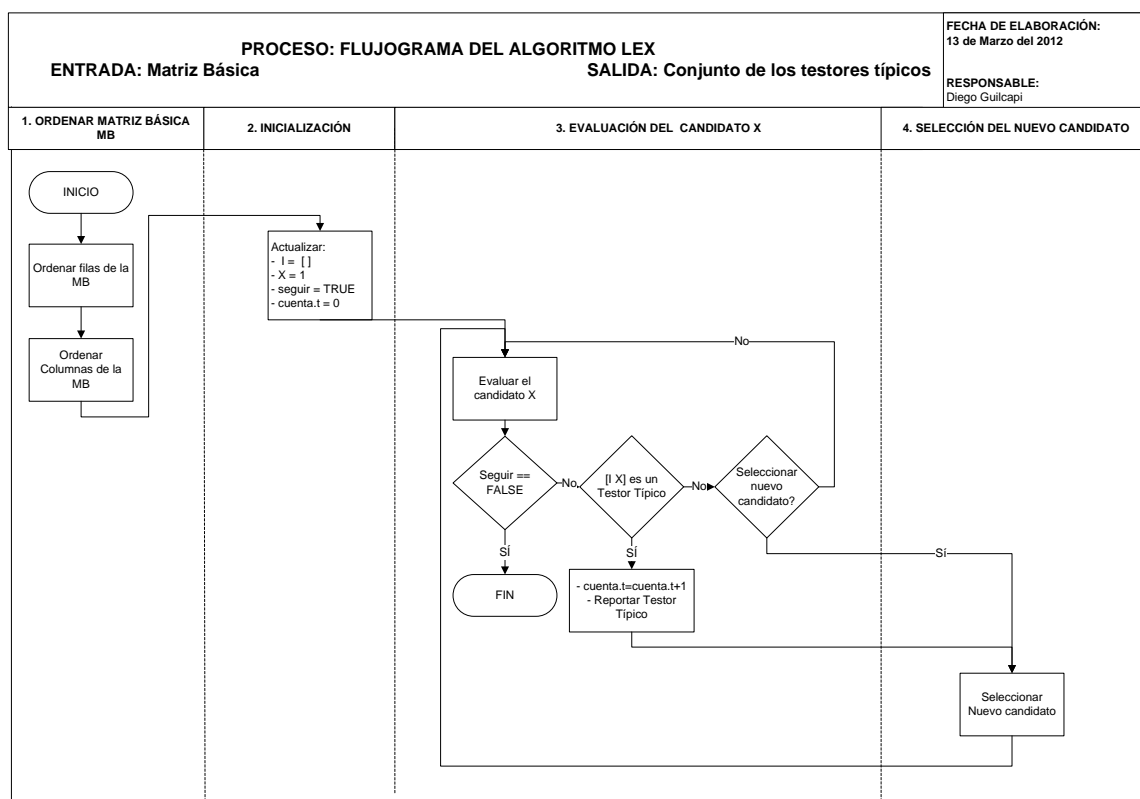 PROCESO: FLUJOGRAMA DEL ALGORITMO LEX
ENTRADA: Matriz Básica
SALIDA: Conjunto de los testores típicos
FECHA DE ELABORACIÓN:
13 de Marzo del 2012
RESPONSABLE:
Diego Guilcapi
1. ORDENAR MATRIZ BÁSICA
MB
2. INICIALIZACIÓN
3. EVALUACIÓN DEL CANDIDATO X
4. SELECCIÓN DEL NUEVO CANDIDATO
INICIO
Ordenar filas de la
MB
Ordenar
Columnas de la
MB
Actualizar:
- I = [ ]
- X = 1
- seguir = TRUE
- cuenta.t = 0
Evaluar el
candidato X
No
Seguir ==
FALSE
No
[I X] es un
Testor Típico
No
Seleccionar
nuevo
candidato?
SÍ
SÍ
Sí
FIN
- cuenta.t=cuenta.t+1
- Reportar Testor
Típico
Seleccionar
Nuevo candidato